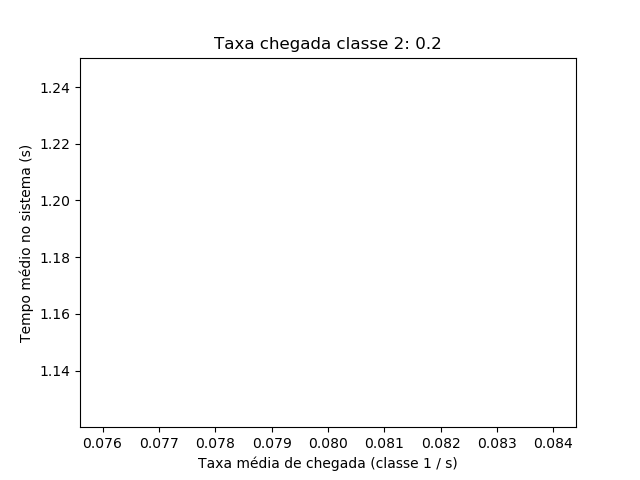 Taxa chegada classe 2: 0.2
1.24
1.22
1.20
1.18
1.16
1.14
Tempo médio no sistema (s)
0.076 0.077 0.078 0.079 0.080 0.081 0.082 0.083 0.084
Taxa média de chegada (classe 1 / s)